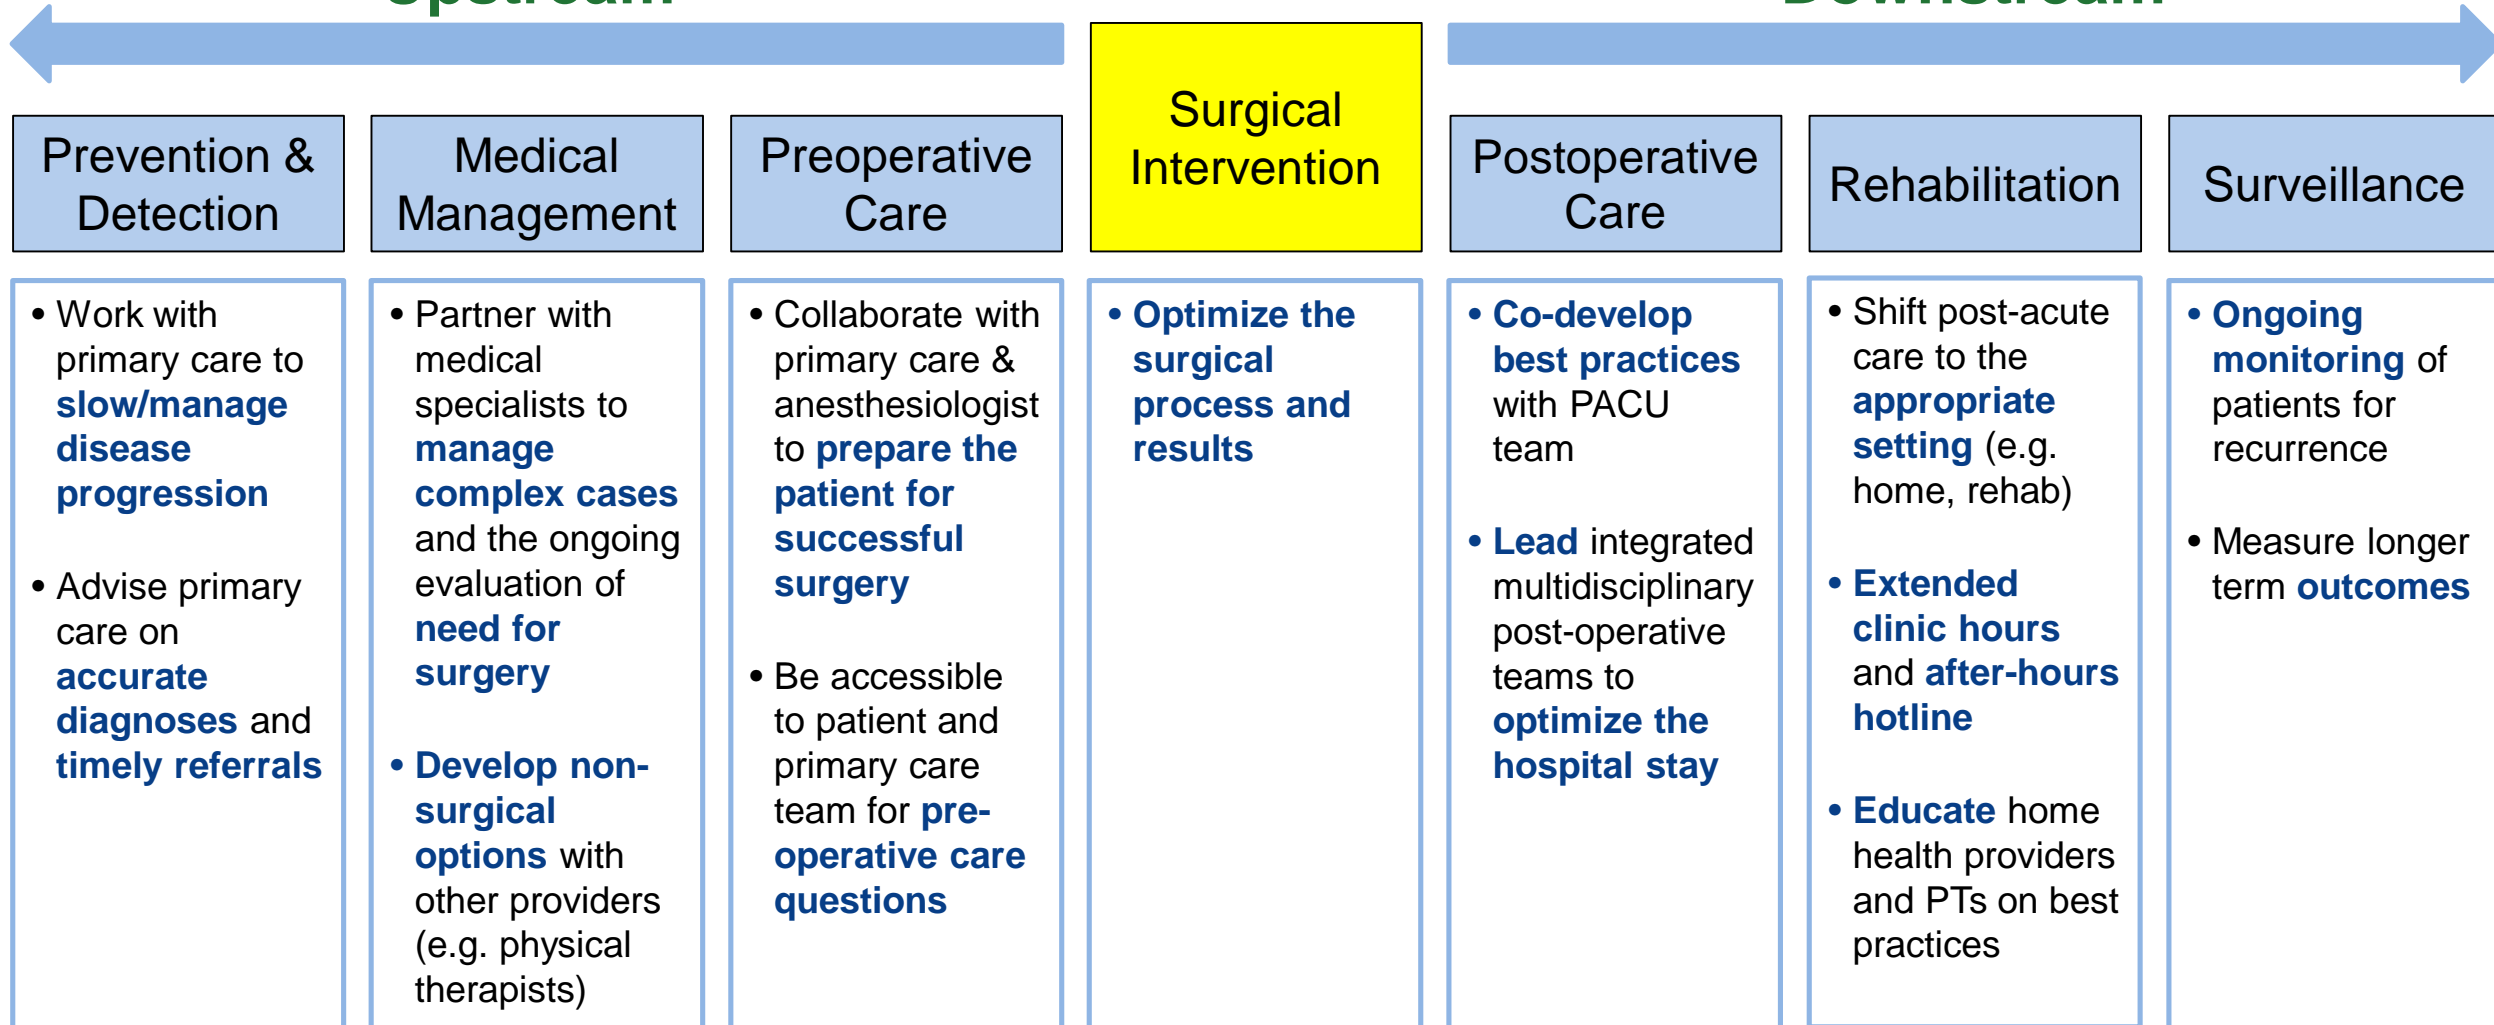 Upstream
Downstream
Surgical
Intervention
Prevention &
Detection
Medical
Management
Preoperative
Care
Postoperative
Care
Rehabilitation
Surveillance
• Work with
primary care to
slow/manage
disease
progression
• Advise primary
care on
accurate
diagnoses and
timely referrals
• Partner with
medical
specialists to
manage
complex cases
and the ongoing
evaluation of
need for
surgery
• Develop non-
surgical
options with
other providers
(e.g. physical
therapists)
• Collaborate with
primary care &
anesthesiologist
to prepare the
patient for
successful
surgery
• Be accessible
to patient and
primary care
team for pre-
operative care
questions
• Optimize the
surgical
process and
results
• Co-develop
best practices
with PACU
team
• Lead integrated
multidisciplinary
post-operative
teams to
optimize the
hospital stay
• Shift post-acute
care to the
appropriate
setting (e.g.
home, rehab)
• Extended
clinic hours
and after-hours
hotline
• Educate home
health providers
and PTs on best
practices
• Ongoing
monitoring of
patients for
recurrence
• Measure longer
term outcomes